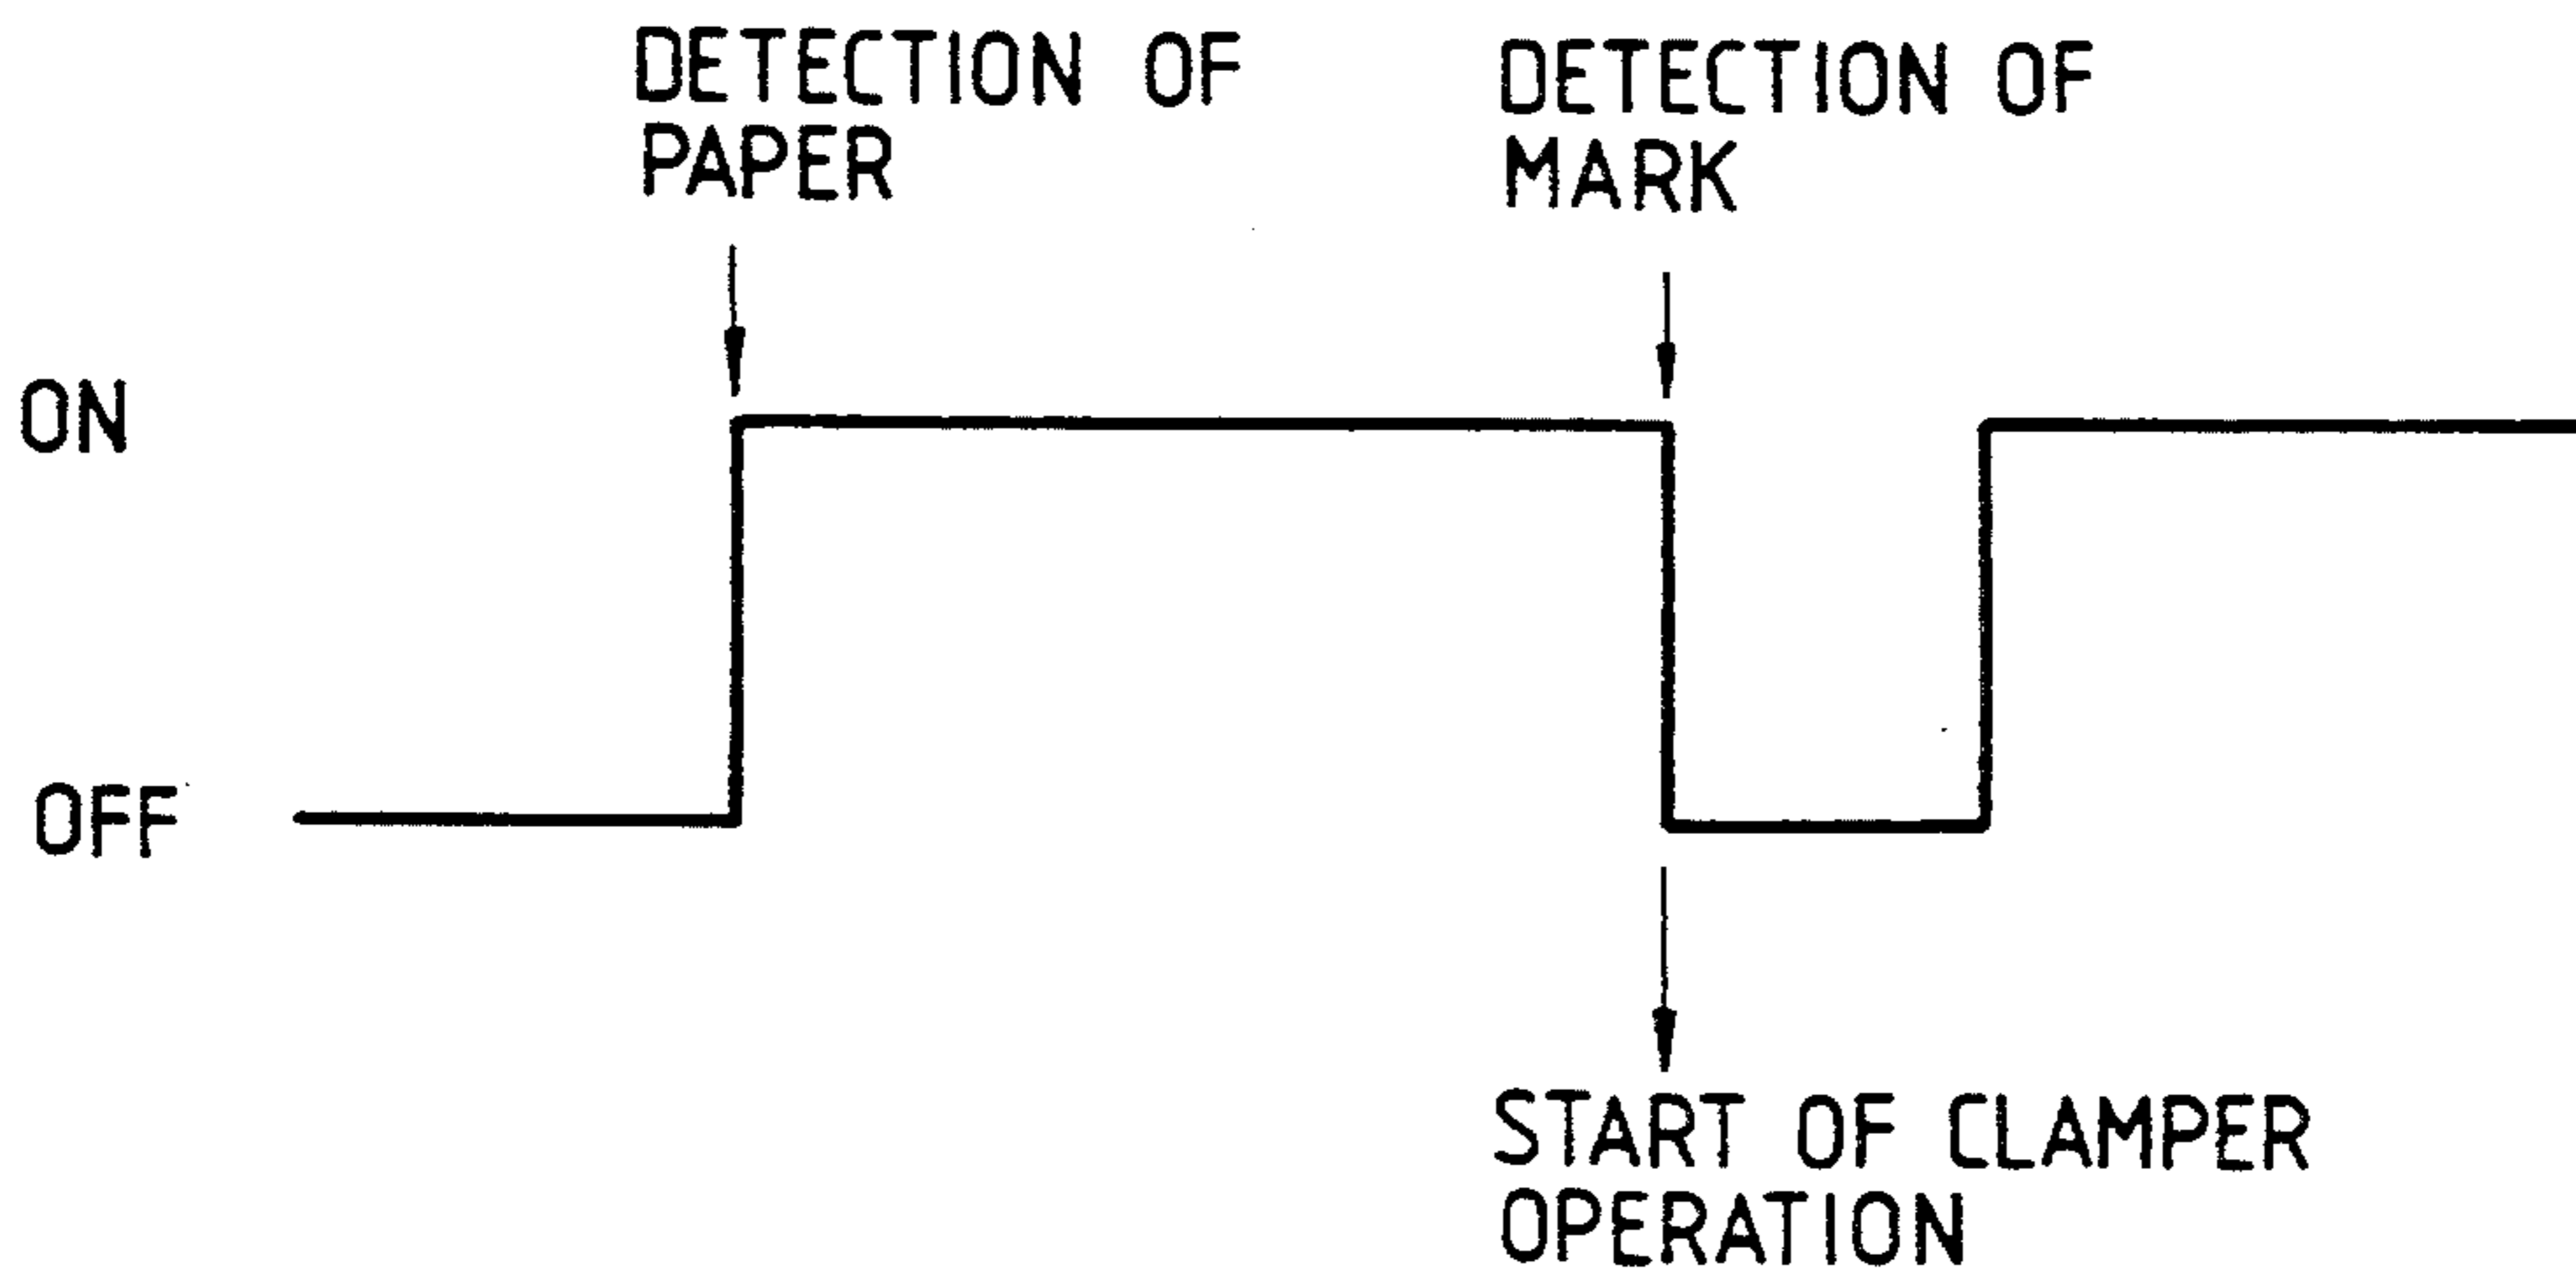 DETECTION OF
PAPER
DETECTION OF
MARK
ON
OFF
START OF CLAMPER
OPERATION